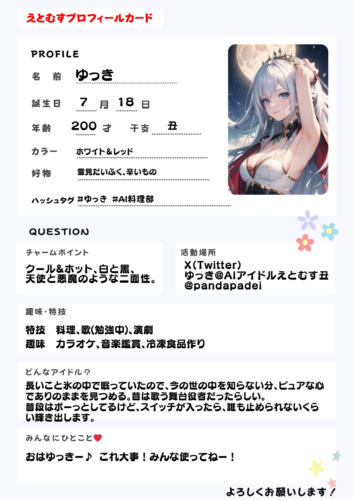 えとむすプロフィールカード
PROFILE
名 前 ゆっき
誕生日 7 月 18 日
年齢 200 才 干支 丑
カラー ホワイト&レッド
好物 雪見だいふく、辛いもの
ハッシュタグ #ゆっき #AI料理部
QUESTION
チャームポイント
クール&ホット、白と黒、
天使と悪魔のような二面性。
活動場所
X(Twitter)
ゆっき@AIアイドルえとむす丑
@pandapadei
趣味・特技
特技 料理、歌(勉強中)、演劇
趣味 カラオケ、音楽鑑賞、冷凍食品作り
どんなアイドル?
長いこと氷の中で眠っていたので、今の世の中を知らない分、ピュアな心
でありのままを見つめる。昔は歌う舞台役者だったらしい。
普段はボーっとしてるけど、スイッチが入ったら、誰も止められないくら
い輝き出します。
みんなにひとこと❤
おはゆっきー♪ これ大事!みんな使ってねー!
よろしくお願いします!